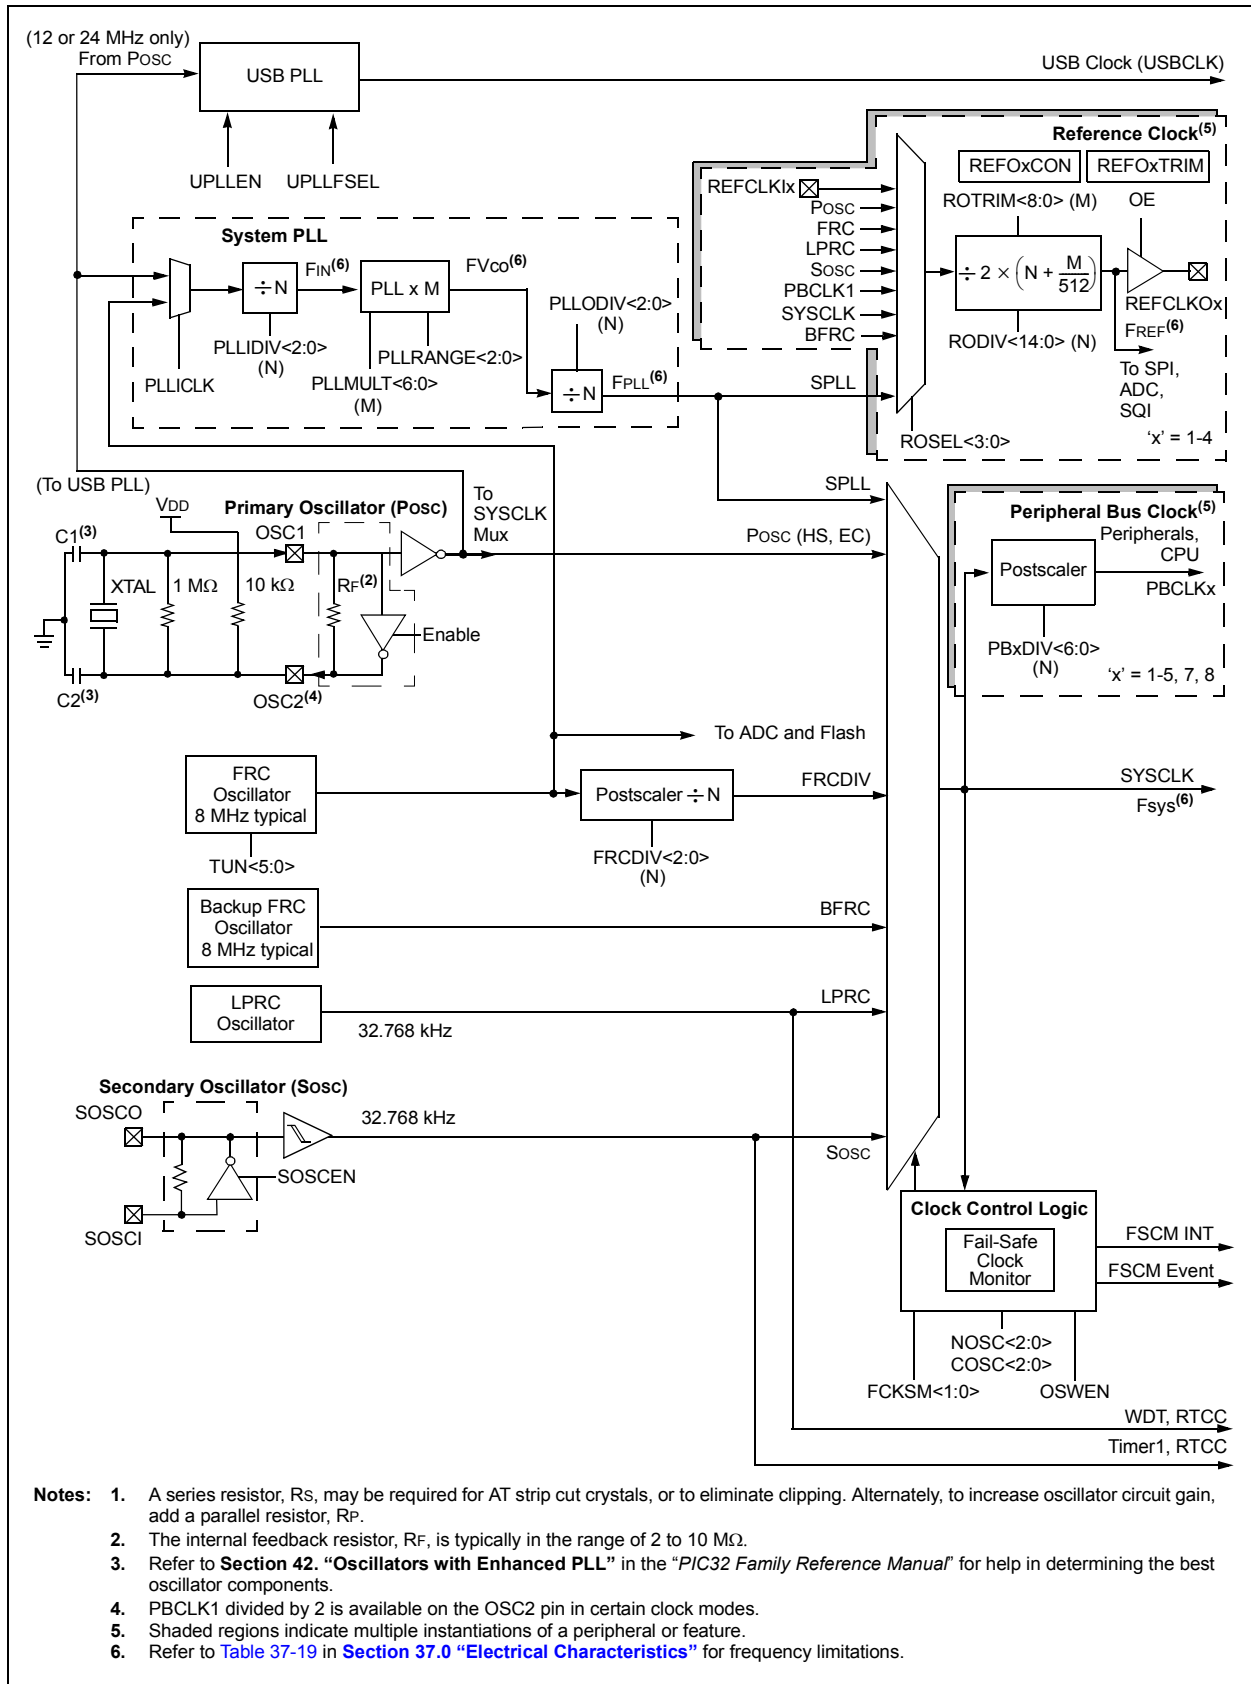 (12 or 24 MHz only)
From POSC
USB PLL
USB Clock (USBCLK)
UPLLEN
UPLLFSEL
Reference Clock(5)
REFOxCON
REFOxTRIM
REFCLKIx
POSC
FRC
LPRC
SOSC
PBCLK1
SYSCLK
BFRC
ROTRIM<8:0> (M)
OE
÷ 2 × (N + M/512)
REFCLKOx
RODIV<14:0> (N)
FREF(6)
To SPI,
ADC,
SQI
'x' = 1-4
ROSEL<3:0>
System PLL
FIN(6)
FVco(6)
÷ N
PLL x M
PLLODIV<2:0>
(N)
PLLIDIV<2:0>
(N)
PLLRANGE<2:0>
PLLICLK
PLLMULT<6:0>
(M)
÷ N
FPLL(6)
SPLL
(To USB PLL)
Primary Oscillator (POSC)
To
SYSCLK
Mux
SPLL
VDD
C1(3)
OSC1
POSC (HS, EC)
XTAL
1 MΩ
10 kΩ
RF(2)
Enable
C2(3)
OSC2(4)
Peripheral Bus Clock(5)
Peripherals,
CPU
Postscaler
PBCLKx
PBxDIV<6:0>
(N)
'x' = 1-5, 7, 8
To ADC and Flash
FRC
Oscillator
8 MHz typical
TUN<5:0>
Postscaler ÷ N
FRCDIV
FRCDIV<2:0>
(N)
SYSCLK
Fsys(6)
Backup FRC
Oscillator
8 MHz typical
BFRC
LPRC
Oscillator
32.768 kHz
LPRC
Secondary Oscillator (SOSC)
SOSCO
32.768 kHz
SOSC
SOSCEN
SOSCI
Clock Control Logic
Fail-Safe
Clock
Monitor
FSCM INT
FSCM Event
NOSC<2:0>
COSC<2:0>
FCKSM<1:0>
OSWEN
WDT, RTCC
Timer1, RTCC
Notes: 1. A series resistor, RS, may be required for AT strip cut crystals, or to eliminate clipping. Alternately, to increase oscillator circuit gain,
add a parallel resistor, RP.
2. The internal feedback resistor, RF, is typically in the range of 2 to 10 MΩ.
3. Refer to Section 42. “Oscillators with Enhanced PLL” in the “PIC32 Family Reference Manual” for help in determining the best
oscillator components.
4. PBCLK1 divided by 2 is available on the OSC2 pin in certain clock modes.
5. Shaded regions indicate multiple instantiations of a peripheral or feature.
6. Refer to Table 37-19 in Section 37.0 “Electrical Characteristics” for frequency limitations.